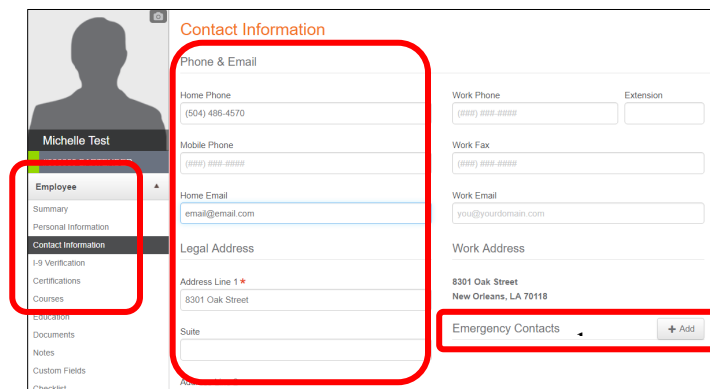 Contact Information
Phone & Email
Home Phone
Work Phone
Extension
(504) 486-4570
(###) ###-####
Michelle Test
Mobile Phone
Work Fax
(###) ###-####
(###) ###-####
Employee
Home Email
Work Email
Summary
email@email.com
you@yourdomain.com
Personal Information
Contact Information
Legal Address
Work Address
I-9 Verification
Certifications
Address Line 1 *
8301 Oak Street
Courses
8301 Oak Street
New Orleans, LA 70118
Education
Documents
Suite
Emergency Contacts
+ Add
Notes
Custom Fields
Checklist